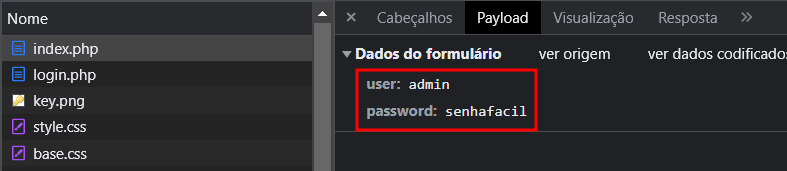 Nome
Cabeçalhos Payload Visualização Resposta
index.php
login.php
key.png
style.css
base.css
Dados do formulário ver origem ver dados codificados
user: admin
password: senhafacil